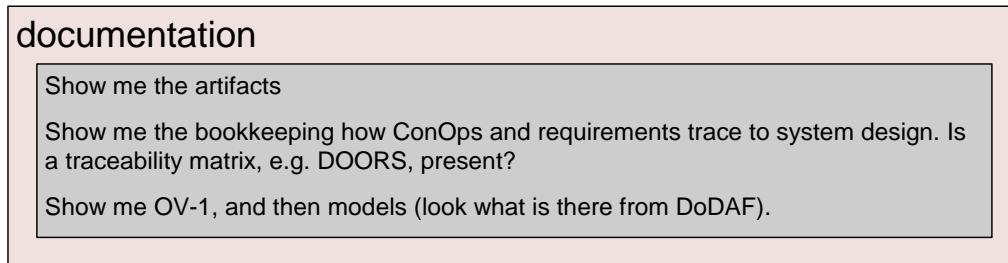 documentation
Show me the artifacts
Show me the bookkeeping how ConOps and requirements trace to system design. Is
a traceability matrix, e.g. DOORS, present?
Show me OV-1, and then models (look what is there from DoDAF).